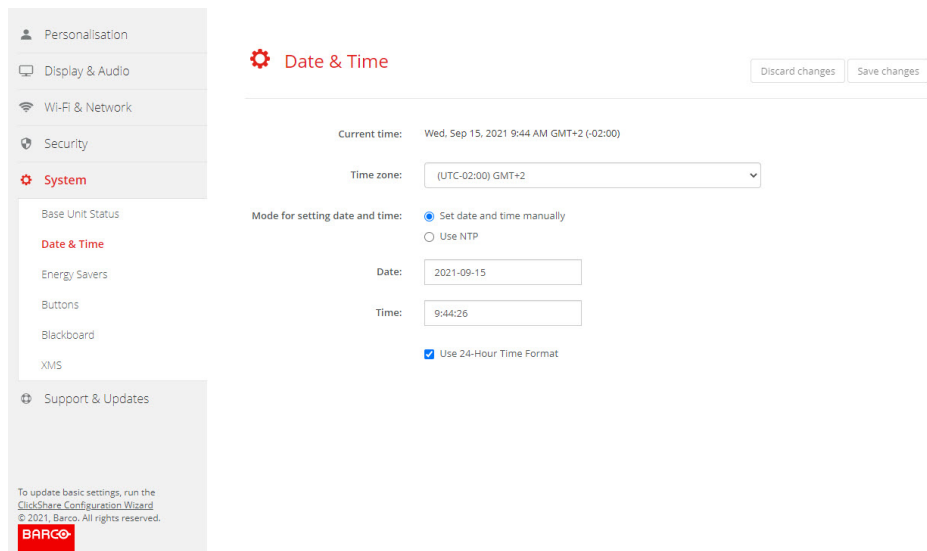 Personalisation
Display & Audio
Wi-Fi & Network
Security
System
Base Unit Status
Date & Time
Energy Savers
Buttons
Blackboard
XMS
Support & Updates
To update basic settings, run the
ClickShare Configuration Wizard
© 2021, Barco. All rights reserved.
BARCO
Date & Time
Discard changes
Save changes
Current time: Wed, Sep 15, 2021 9:44 AM GMT+2 (-02:00)
Time zone: (UTC-02:00) GMT+2
Mode for setting date and time: Set date and time manually
Use NTP
Date: 2021-09-15
Time: 9:44:26
Use 24-Hour Time Format